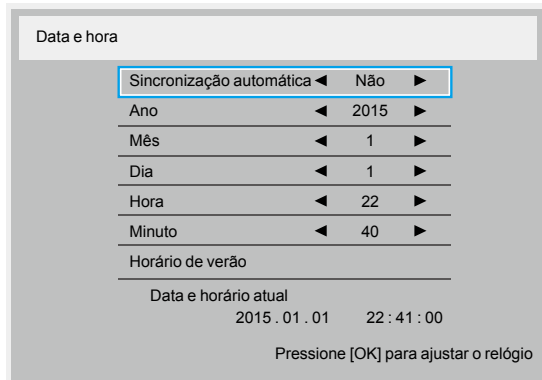 Data e hora
Sincronização automática ◀ Não ▶
Ano ◀ 2015 ▶
Mês ◀ 1 ▶
Dia ◀ 1 ▶
Hora ◀ 22 ▶
Minuto ◀ 40 ▶
Horário de verão
Data e horário atual
2015 . 01 . 01 22 : 41 : 00
Pressione [OK] para ajustar o relógio